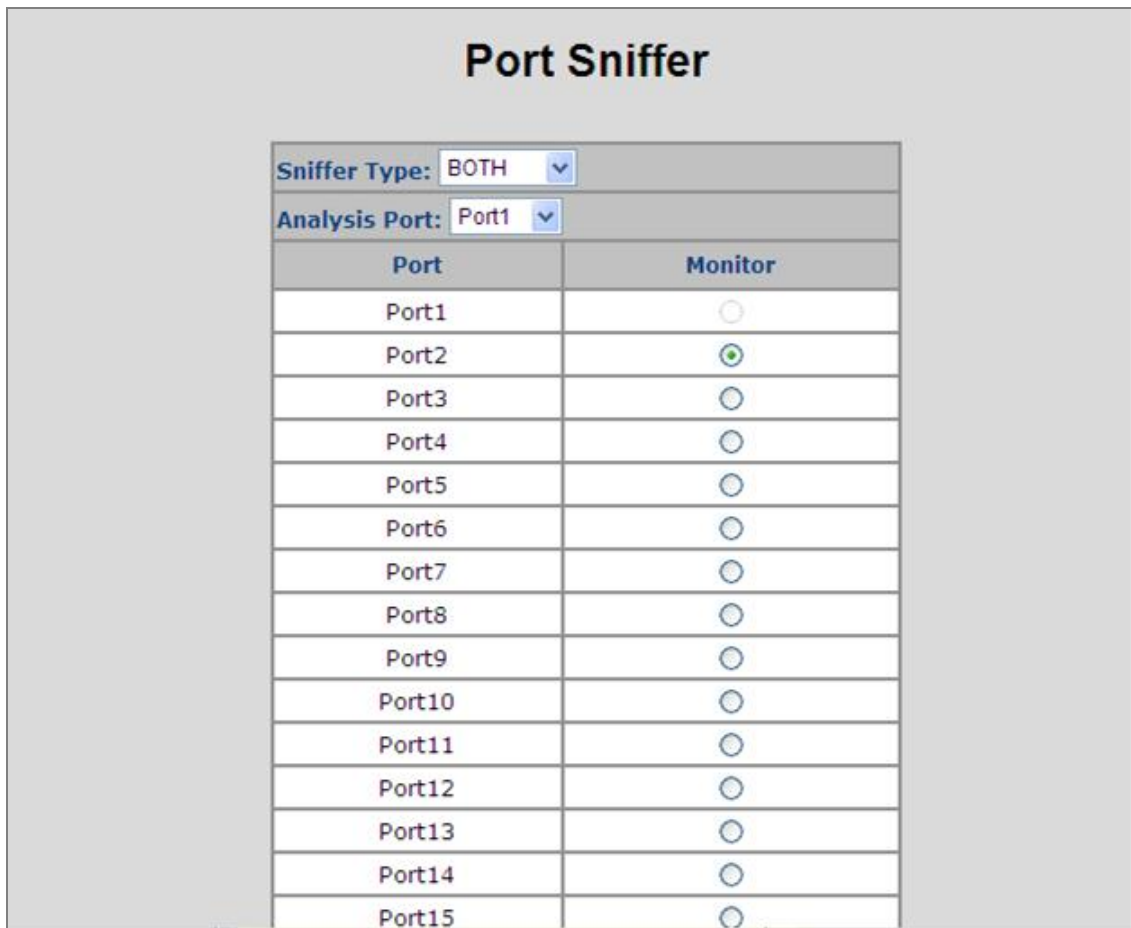 Port Sniffer
Sniffer Type: BOTH
Analysis Port: Port1
Port Monitor
Port1
Port2
Port3
Port4
Port5
Port6
Port7
Port8
Port9
Port10
Port11
Port12
Port13
Port14
Port15